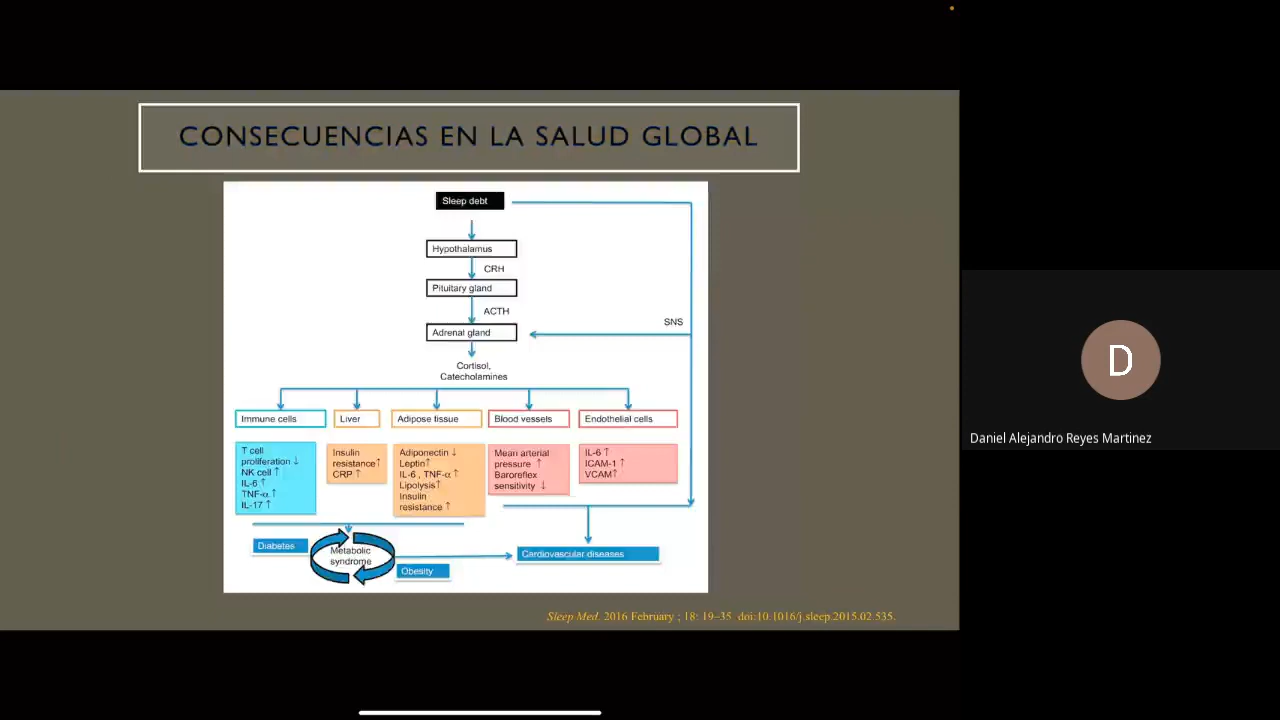 CONSECUENCIAS EN LA SALUD GLOBAL
Sleep debt
Hypothalamus
CRH
Pituitary gland
ACTH
SNS
Adrenal gland
Cortisol,
Catecholamines
Immune cells
Liver
Adipose tissue
Blood vessels
Endothelial cells
T cell
proliferation ↓
NK cell ↑
IL-6 ↑
TNF-α ↑
IL-17 ↑
Insulin
resistance↑
CRP ↑
Adiponectin ↓
Leptin↑
IL-6 , TNF-α ↑
Lipolysis↑
Insulin
resistance ↑
Mean arterial
pressure ↑
Baroreflex
sensitivity ↓
IL-6 ↑
ICAM-1 ↑
VCAM↑
Diabetes
Metabolic
syndrome
Obesity
Cardiovascular diseases
Sleep Med. 2016 February ; 18: 19–35 doi:10.1016/j.sleep.2015.02.535.
D
Daniel Alejandro Reyes Martinez